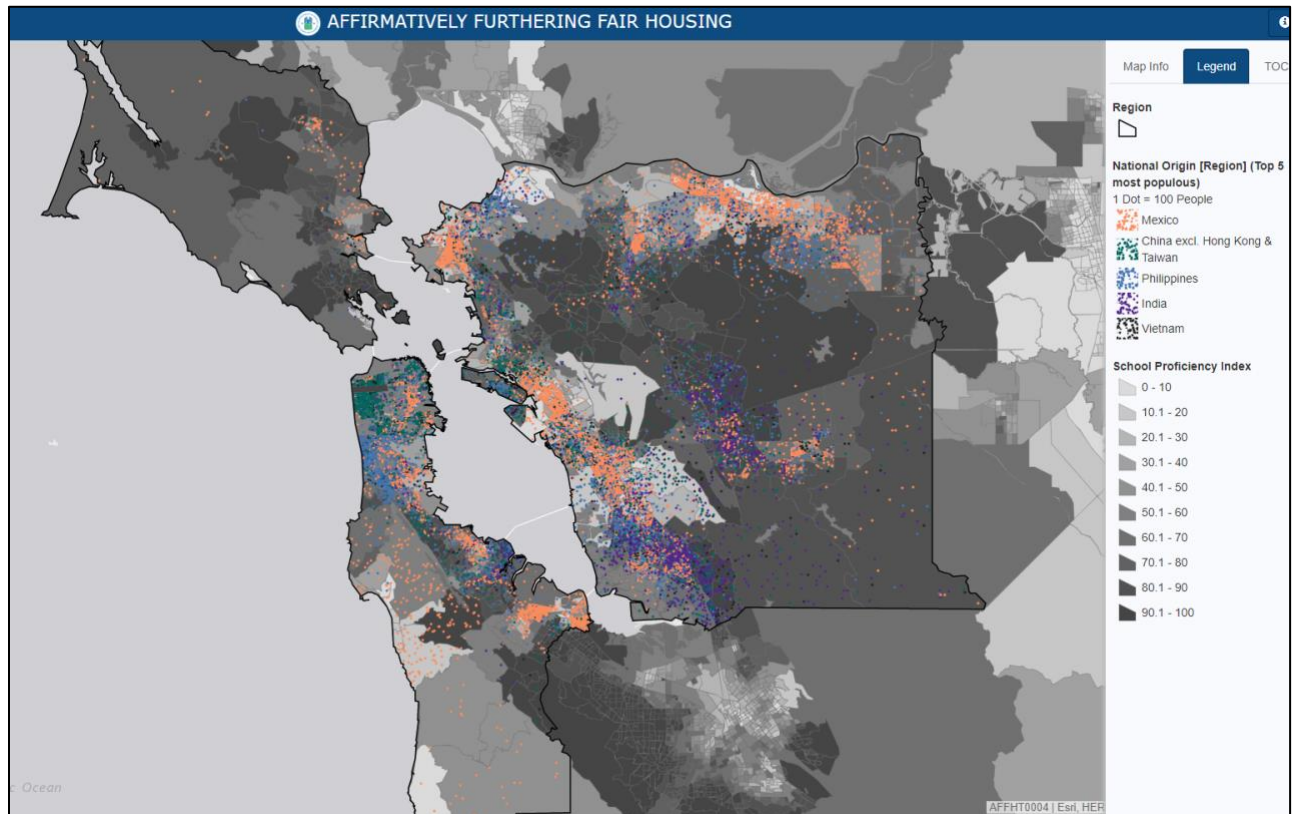 AFFIRMATIVELY FURTHERING FAIR HOUSING
Map Info
Legend
TOC
Region
National Origin [Region] (Top 5
most populous)
1 Dot = 100 People
Mexico
China excl. Hong Kong &
Taiwan
Philippines
India
Vietnam
School Proficiency Index
0 - 10
10.1 - 20
20.1 - 30
30.1 - 40
40.1 - 50
50.1 - 60
60.1 - 70
70.1 - 80
80.1 - 90
90.1 - 100
c Ocean
AFFHT0004 | Esri, HER